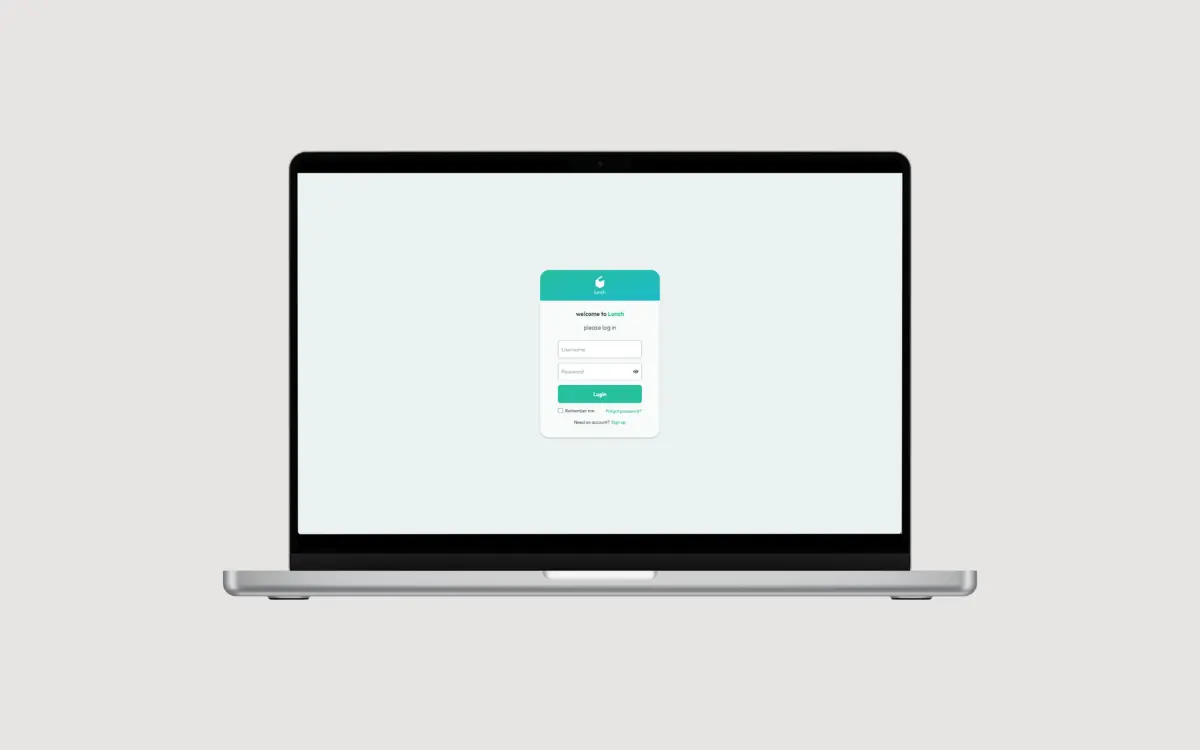 Lunch
welcome to Lunch
please log in
Username
Password
Login
Remember me
Forgot password?
Need an account? Sign up